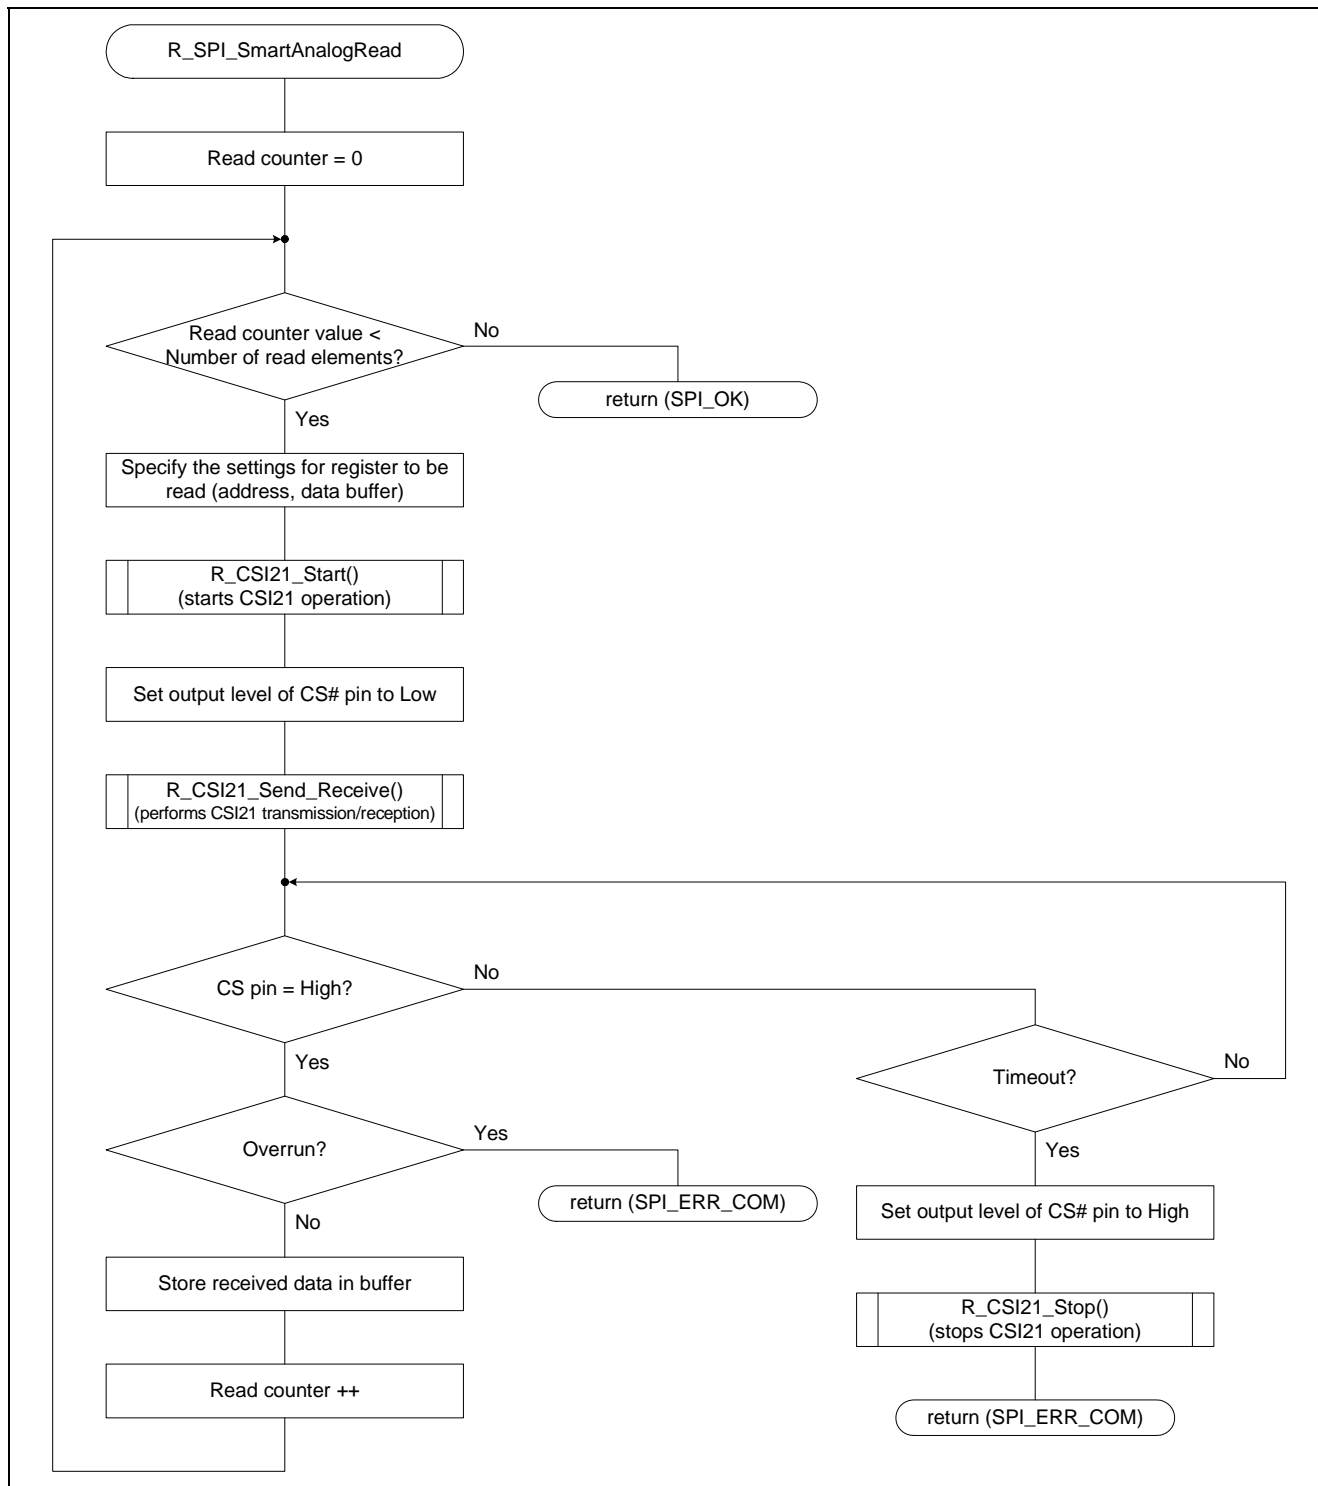 R_SPI_SmartAnalogRead
Read counter = 0
Read counter value <
Number of read elements?
No
return (SPI_OK)
Yes
Specify the settings for register to be
read (address, data buffer)
R_CSI21_Start()
(starts CSI21 operation)
Set output level of CS# pin to Low
R_CSI21_Send_Receive()
(performs CSI21 transmission/reception)
CS pin = High?
No
Yes
Timeout?
No
Yes
Overrun?
Yes
return (SPI_ERR_COM)
No
Set output level of CS# pin to High
Store received data in buffer
R_CSI21_Stop()
(stops CSI21 operation)
Read counter ++
return (SPI_ERR_COM)